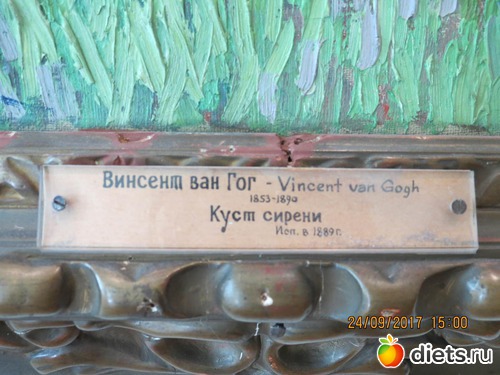 Винсент ван Гог - Vincent van Gogh
1853-1890
Куст сирени
Исп. в 1889г.
24/09/2017 15:00
diets.ru